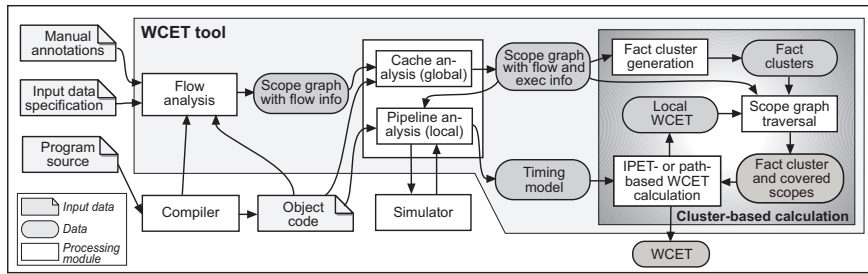 Manual
annotations
Input data
specification
Program
source
Input data
Data
Processing
module
WCET tool
Flow
analysis
Scope graph
with flow info
Compiler
Object
code
Cache an-
alysis (global)
Pipeline an-
alysis (local)
Simulator
Scope graph
with flow and
exec info
Timing
model
Fact cluster
generation
Fact
clusters
Local
WCET
Scope graph
traversal
IPET- or path-
based WCET
calculation
Fact cluster
and covered
scopes
Cluster-based calculation
WCET